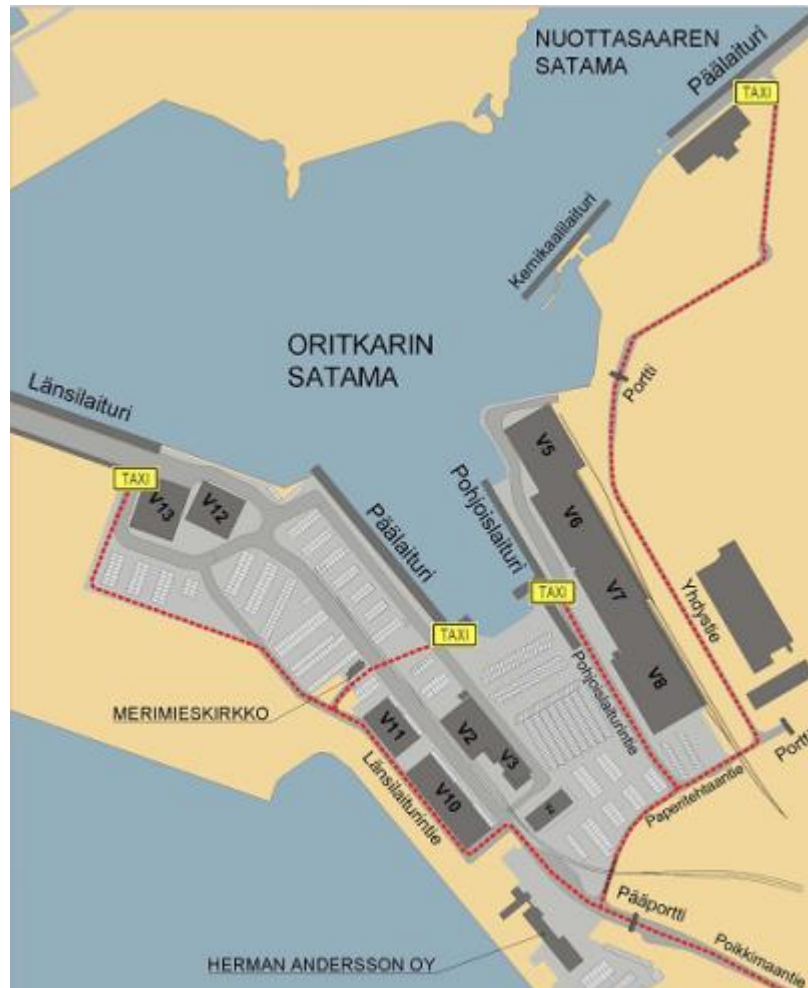 NUOTTASAAREN
SATAMA
Päälaituri
TAXI
Kemikaalilaituri
ORITKARIN
SATAMA
Portti
Länsilaituri
TAXI
V13
V12
V5
V6
V7
V8
Pohjoislaituri
Päälaituri
TAXI
TAXI
Yhdystie
Pohjoislaiturintie
MERIMIESKIRKKO
V11
V2
V3
V10
Länsilaiturintie
Portti
Paperitehtaantie
Pääportti
Poikkimaantie
HERMAN ANDERSSON OY